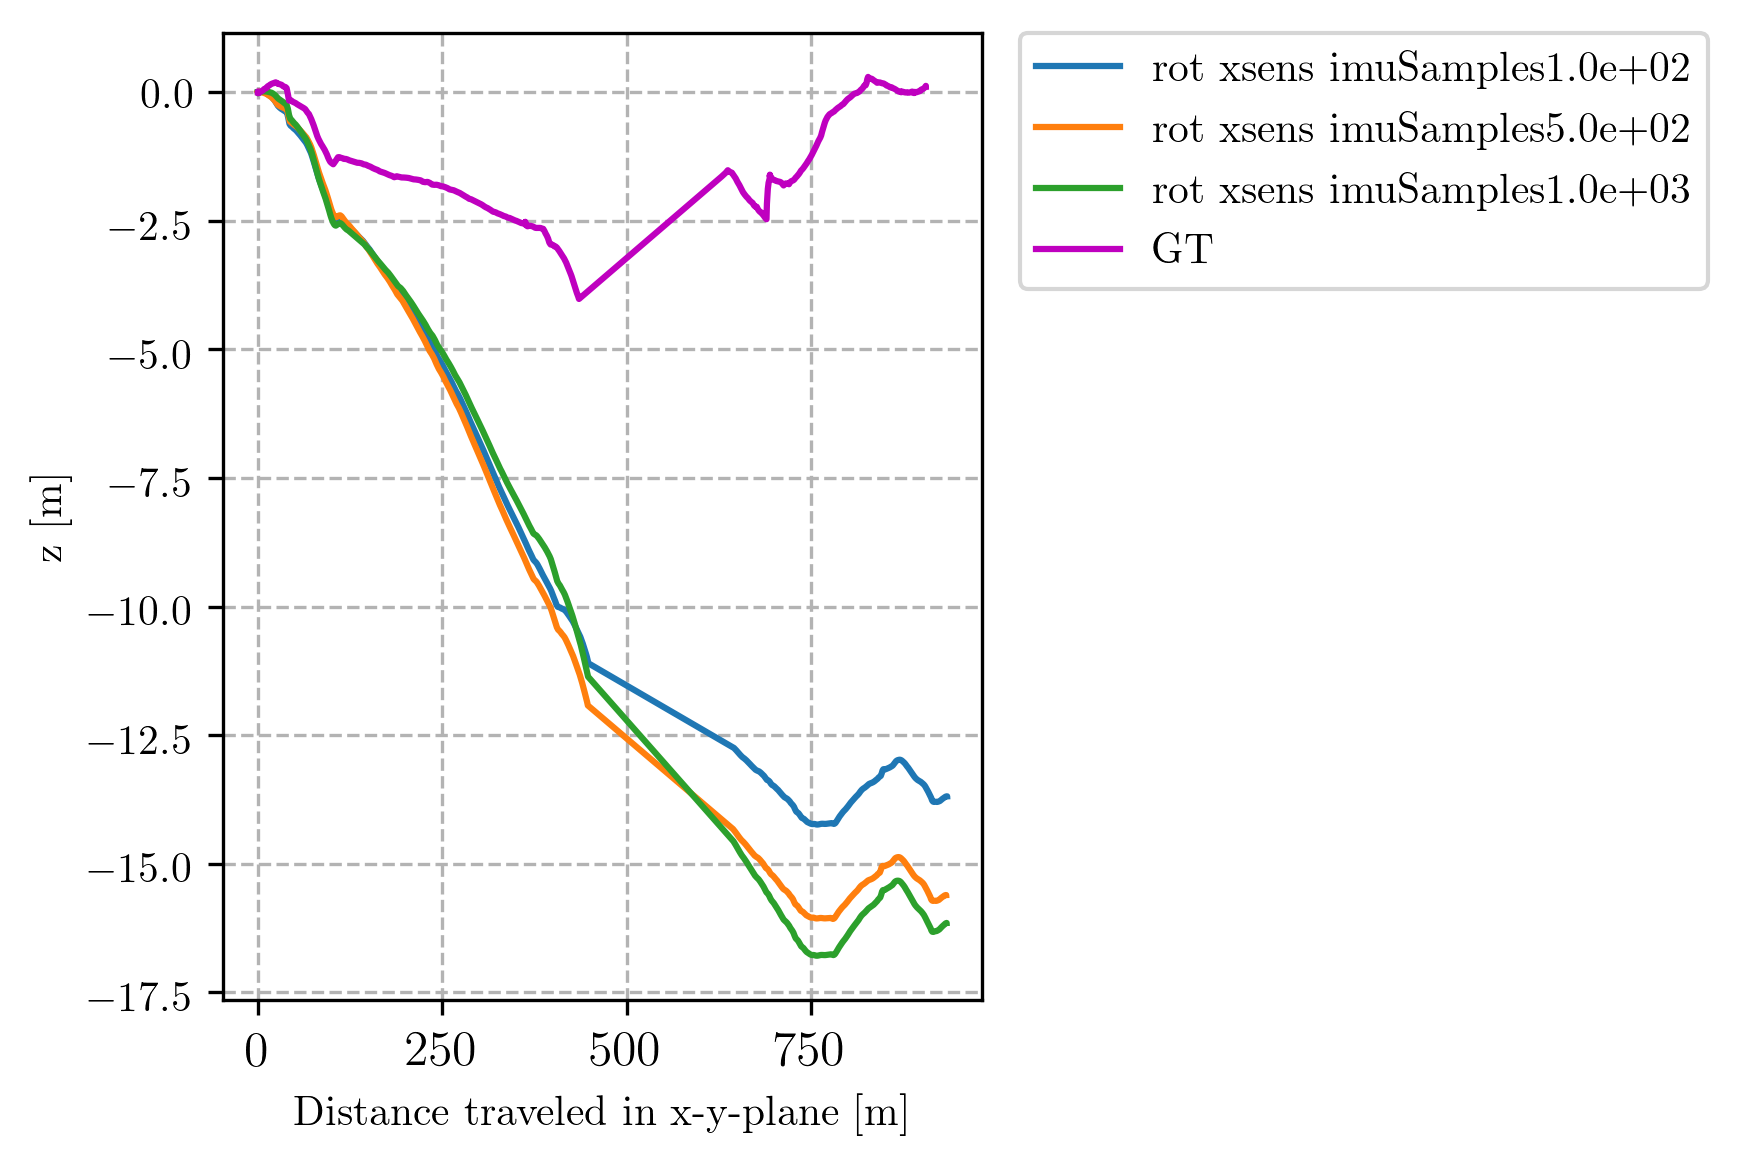 0.0
−2.5
−5.0
−7.5
−10.0
−12.5
−15.0
−17.5
z [m]
0 250 500 750
Distance traveled in x-y-plane [m]
rot xsens imuSamples1.0e+02
rot xsens imuSamples5.0e+02
rot xsens imuSamples1.0e+03
GT